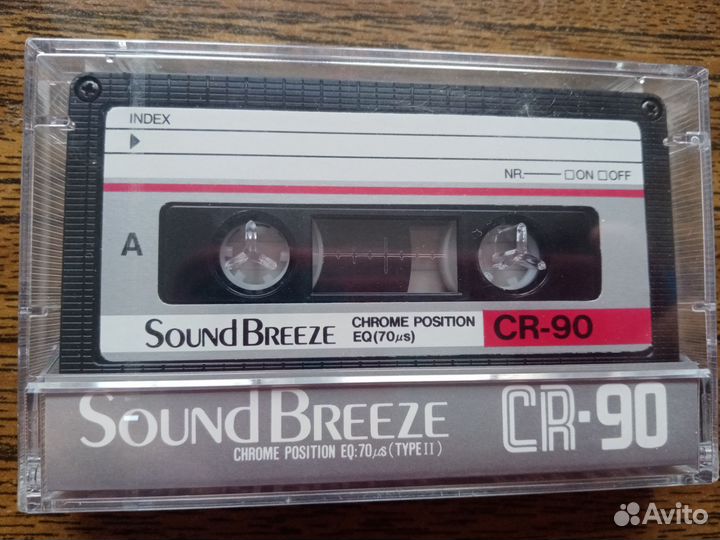 INDEX
NR. ☐ON ☐OFF
A
SOUND BREEZE CHROME POSITION EQ(70μs) CR-90
SOUND BREEZE CR-90
CHROME POSITION EQ:70μs(TYPE II)
Avito